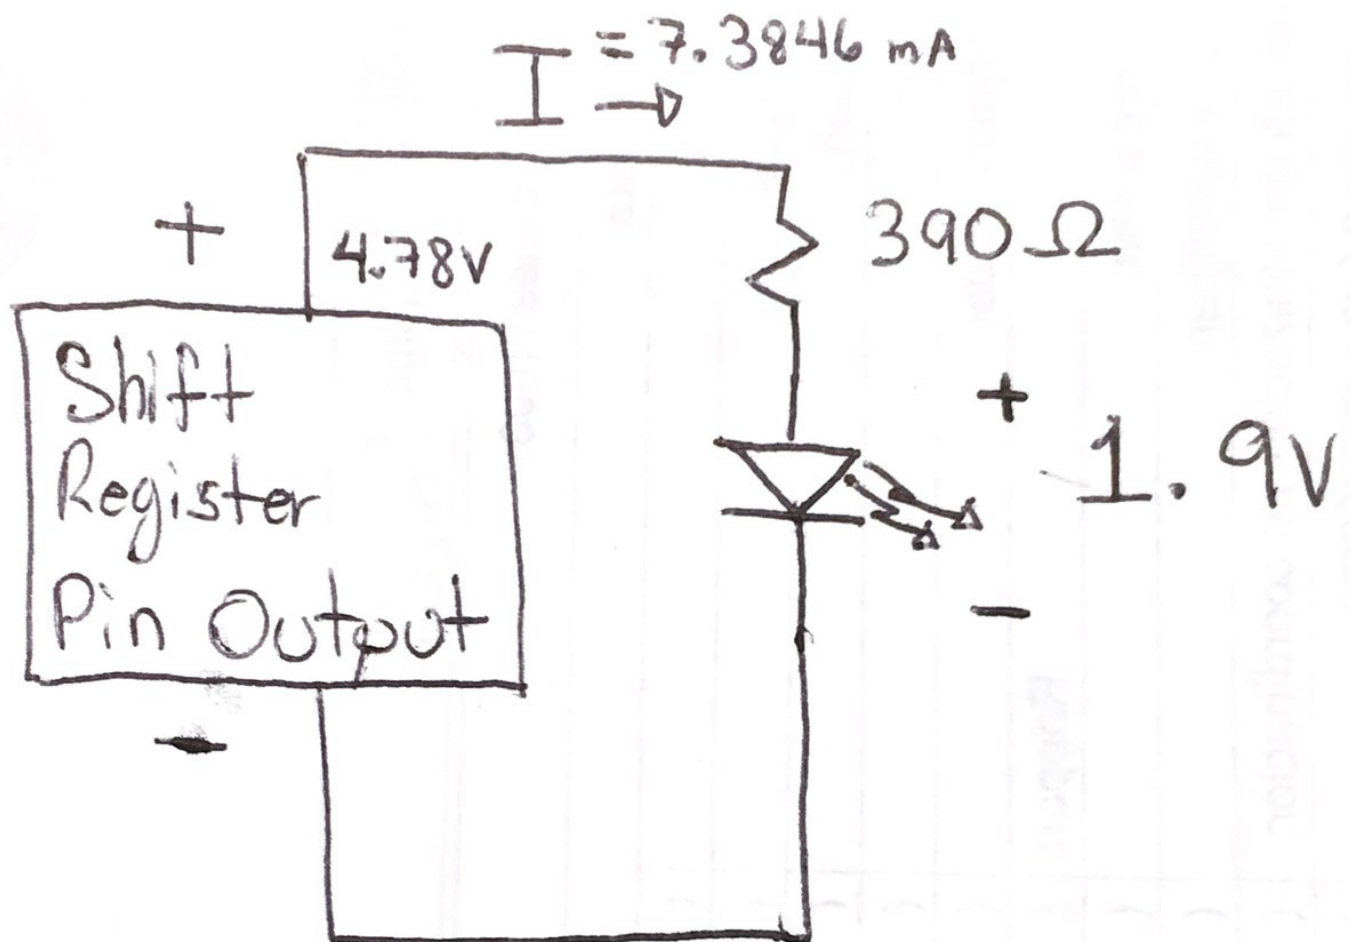 I = 7.3846 mA
+
4.78V
390Ω
Shift
Register
Pin Output
-
+
1.9V
-